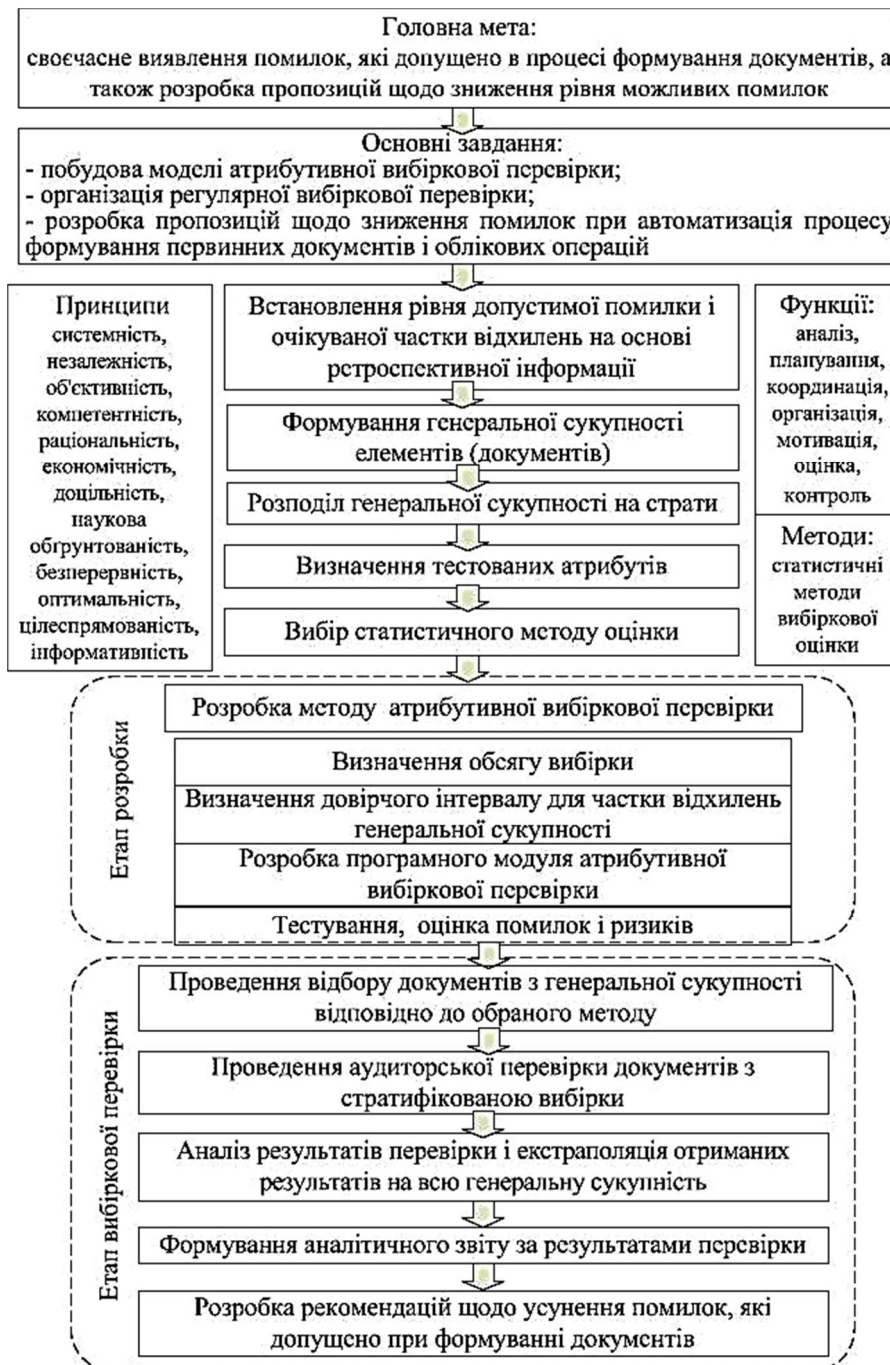 Головна мета:
своєчасне виявлення помилок, які допущено в процесі формування документів, а
також розробка пропозицій щодо зниження рівня можливих помилок
Основні завдання:
- побудова моделі атрибутивної вибіркової перевірки;
- організація регулярної вибіркової перевірки;
- розробка пропозицій щодо зниження помилок при автоматизація процесу
формування первинних документів і облікових операцій
Принципи
системність,
незалежність,
об'єктивність,
компетентність,
раціональність,
економічність,
доцільність,
наукова
обґрунтованість,
безперервність,
оптимальність,
цілеспрямованість,
інформативність
Встановлення рівня допустимої помилки і
очікуваної частки відхилень на основі
ретроспективної інформації
Формування генеральної сукупності
елементів (документів)
Розподіл генеральної сукупності на страти
Визначення тестованих атрибутів
Вибір статистичного методу оцінки
Функції:
аналіз,
планування,
координація,
організація,
мотивація,
оцінка,
контроль
Методи:
статистичні
методи
вибіркової
оцінки
Етап розробки
Розробка методу атрибутивної вибіркової перевірки
Визначення обсягу вибірки
Визначення довірчого інтервалу для частки відхилень
генеральної сукупності
Розробка програмного модуля атрибутивної
вибіркової перевірки
Тестування, оцінка помилок і ризиків
Етап вибіркової перевірки
Проведення відбору документів з генеральної сукупності
відповідно до обраного методу
Проведення аудиторської перевірки документів з
стратифікованою вибірки
Аналіз результатів перевірки і екстраполяція отриманих
результатів на всю генеральну сукупність
Формування аналітичного звіту за результатами перевірки
Розробка рекомендацій щодо усунення помилок, які
допущено при формуванні документів